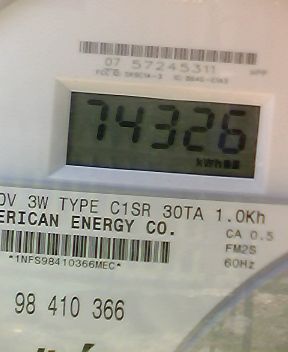 07 57245311
74326
kWh
0V 3W TYPE C1SR 30TA 1.0Kh
ERICAN ENERGY CO.
CA 0.5
FM2S
*1NFS98410366MEC*
60Hz
98 410 366